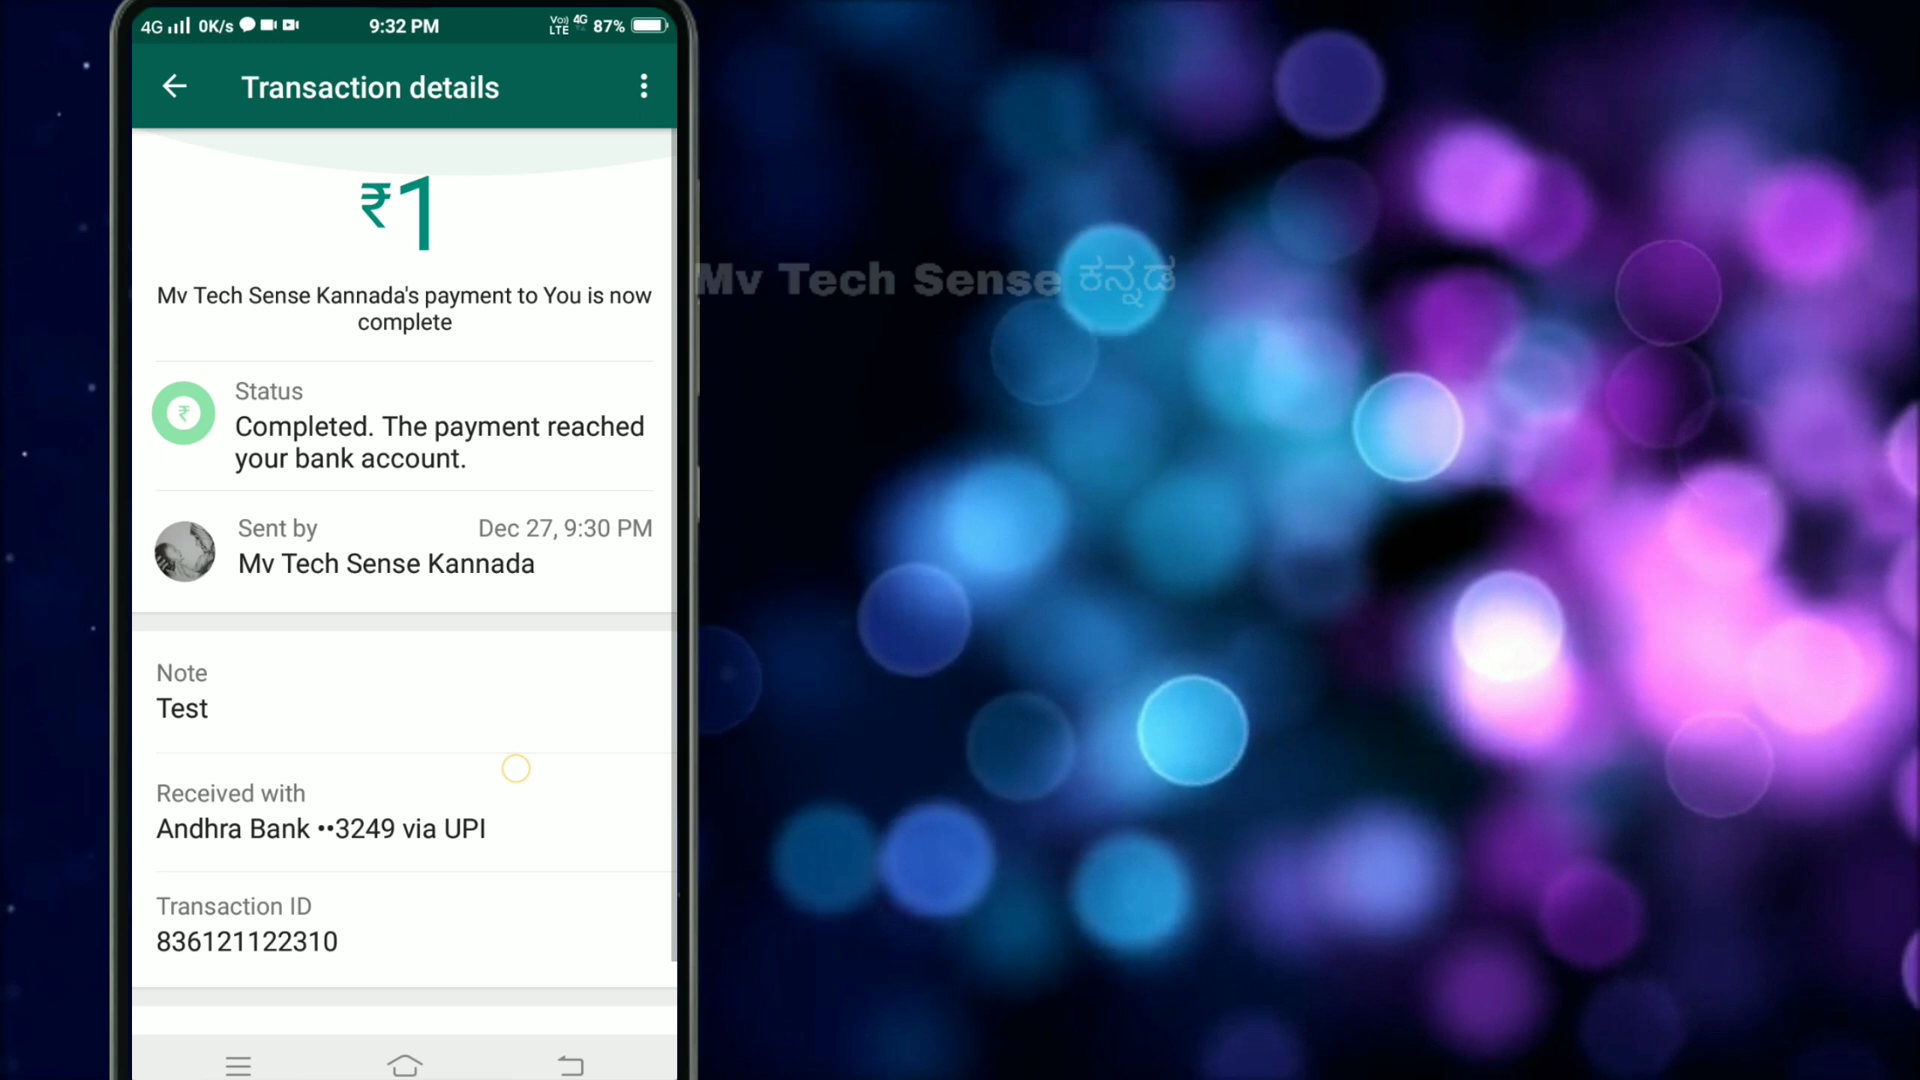 4G 0K/s 9:32 PM Vo) LTE 4G 87%
Transaction details
₹1
Mv Tech Sense Kannada's payment to You is now
complete
Status
Completed. The payment reached
your bank account.
Sent by Dec 27, 9:30 PM
Mv Tech Sense Kannada
Note
Test
Received with
Andhra Bank ••3249 via UPI
Transaction ID
836121122310
Mv Tech Sense ಕನ್ನಡ